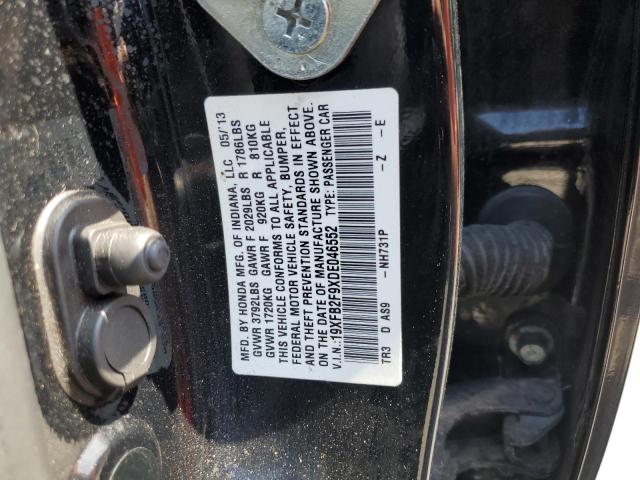 MFD. BY HONDA MFG. OF INDIANA, LLC 05/13
GVWR 3792LBS GAWR F 2029LBS R 1786LBS
GVWR 1720KG GAWR F 920KG R 810KG
THIS VEHICLE CONFORMS TO ALL APPLICABLE
FEDERAL MOTOR VEHICLE SAFETY, BUMPER,
AND THEFT PREVENTION STANDARDS IN EFFECT
ON THE DATE OF MANUFACTURE SHOWN ABOVE.
V.I.N.:19XFB2F9XDE046552 TYPE: PASSENGER CAR
TR3 D AS9 –NH731P –Z –E